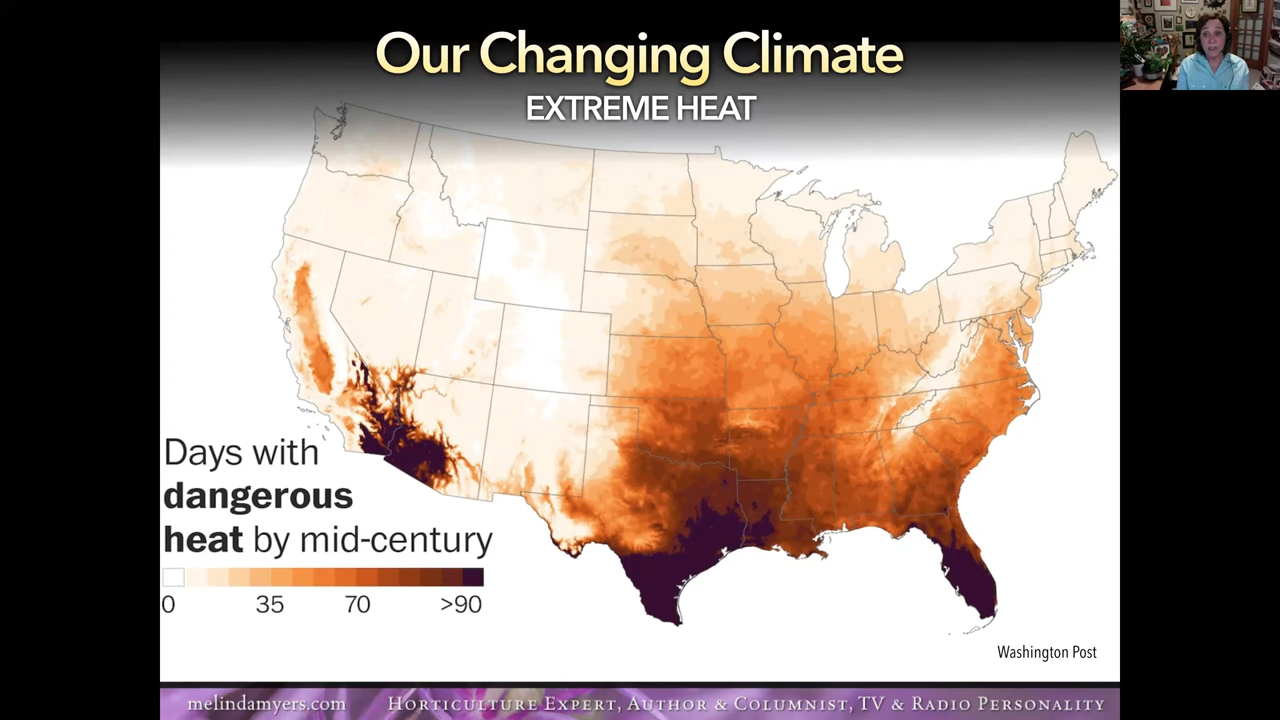 Our Changing Climate
EXTREME HEAT
Days with
dangerous
heat by mid-century
0 35 70 >90
Washington Post
melindamyers.com HORTICULTURE EXPERT, AUTHOR & COLUMNIST, TV & RADIO PERSONALITY